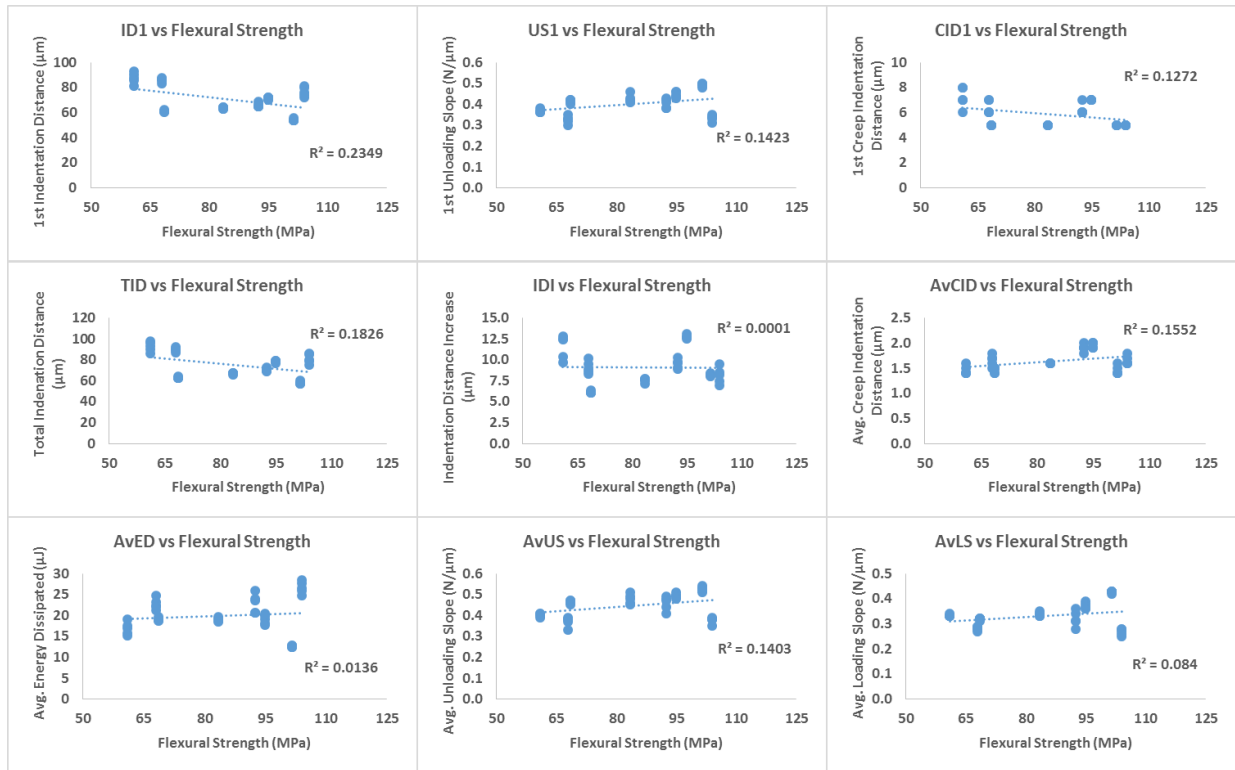 ID1 vs Flexural Strength
1st Indentation Distance (μm)
100
80
60
40
20
0
R² = 0.2349
50 65 80 95 110 125
Flexural Strength (MPa)
US1 vs Flexural Strength
1st Unloading Slope (N/μm)
0.6
0.5
0.4
0.3
0.2
0.1
0.0
R² = 0.1423
50 65 80 95 110 125
Flexural Strength (MPa)
CID1 vs Flexural Strength
1st Creep Indentation
Distance (μm)
10
8
6
4
2
0
R² = 0.1272
50 65 80 95 110 125
Flexural Strength (MPa)
TID vs Flexural Strength
Total Indenation Distance
(μm)
120
100
80
60
40
20
0
R² = 0.1826
50 65 80 95 110 125
Flexural Strength (MPa)
IDI vs Flexural Strength
Indentation Distance Increase
(μm)
15.0
12.5
10.0
7.5
5.0
2.5
0.0
R² = 0.0001
50 65 80 95 110 125
Flexural Strength (MPa)
AvCID vs Flexural Strength
Avg. Creep Indentation
Distance (μm)
2.5
2.0
1.5
1.0
0.5
0.0
R² = 0.1552
50 65 80 95 110 125
Flexural Strength (MPa)
AvED vs Flexural Strength
Avg. Energy Dissipated (μJ)
30
25
20
15
10
5
0
R² = 0.0136
50 65 80 95 110 125
Flexural Strength (MPa)
AvUS vs Flexural Strength
Avg. Unloading Slope (N/μm)
0.6
0.5
0.4
0.3
0.2
0.1
0.0
R² = 0.1403
50 65 80 95 110 125
Flexural Strength (MPa)
AvLS vs Flexural Strength
Avg. Loading Slope (N/μm)
0.5
0.4
0.3
0.2
0.1
0.0
R² = 0.084
50 65 80 95 110 125
Flexural Strength (MPa)